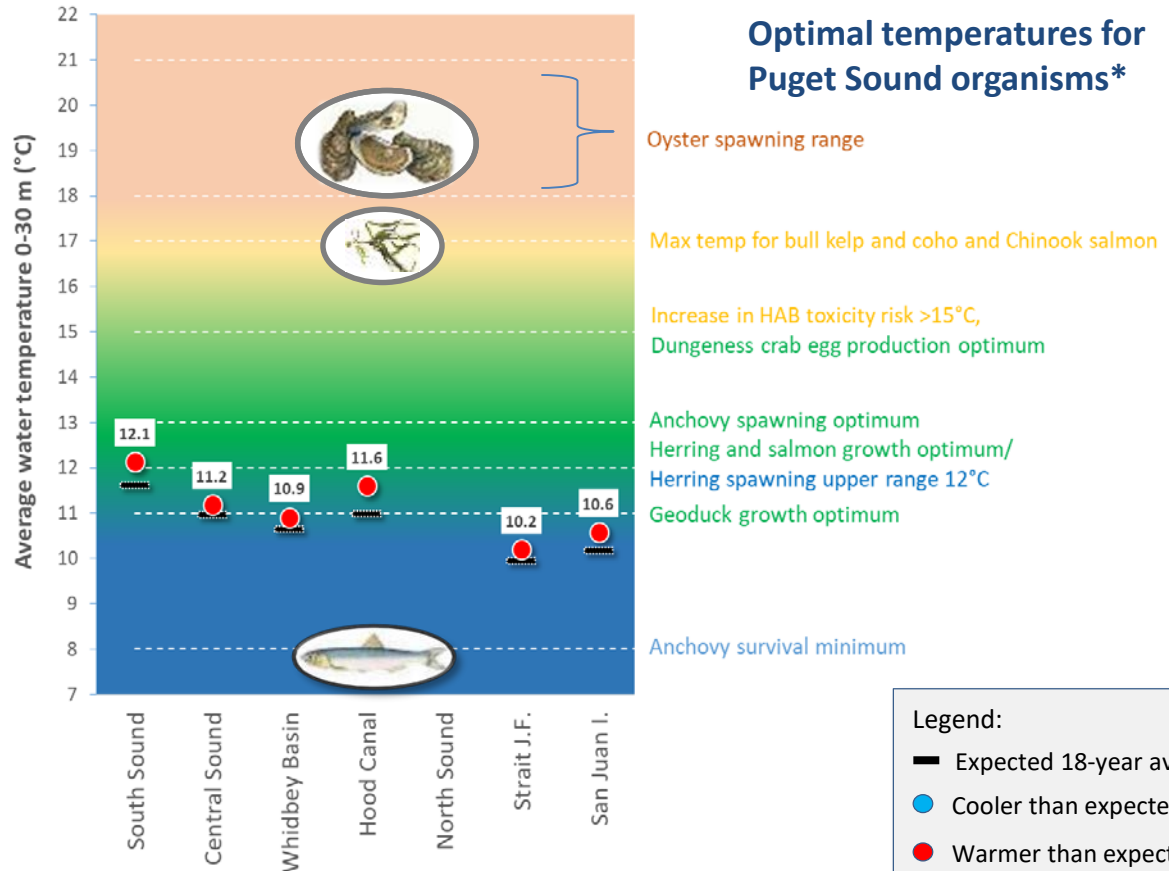 Optimal temperatures for
Puget Sound organisms*
Average water temperature 0-30 m (°C)
22
21
20
19
18
17
16
15
14
13
12
11
10
9
8
7
Oyster spawning range
Max temp for bull kelp and coho and Chinook salmon
Increase in HAB toxicity risk >15°C,
Dungeness crab egg production optimum
Anchovy spawning optimum
Herring and salmon growth optimum/
Herring spawning upper range 12°C
Geoduck growth optimum
Anchovy survival minimum
12.1
11.2
10.9
11.6
10.2
10.6
South Sound
Central Sound
Whidbey Basin
Hood Canal
North Sound
Strait J.F.
San Juan I.
Legend:
Expected 18-year av
Cooler than expecte
Warmer than expect